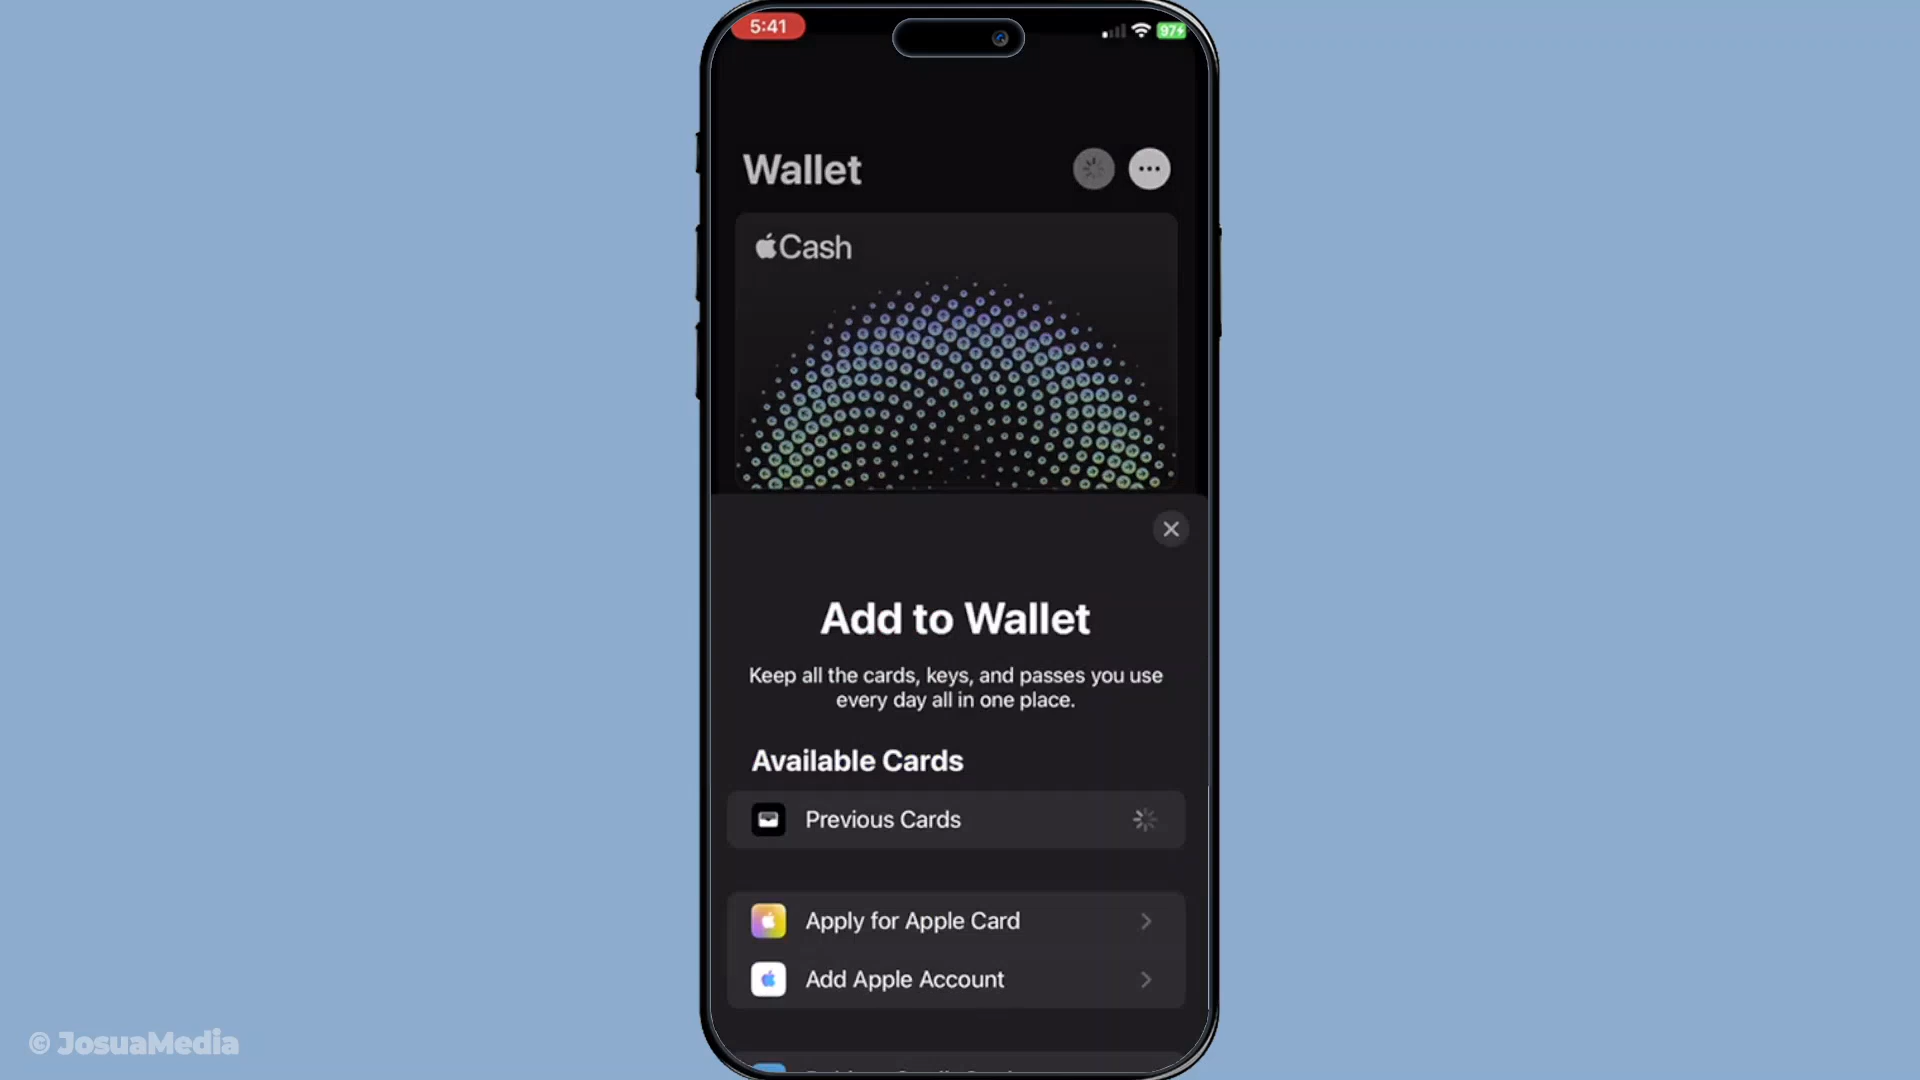 5:41
97
Wallet
Cash
Add to Wallet
Keep all the cards, keys, and passes you use
every day all in one place.
Available Cards
Previous Cards
Apply for Apple Card
Add Apple Account
© JosuaMedia